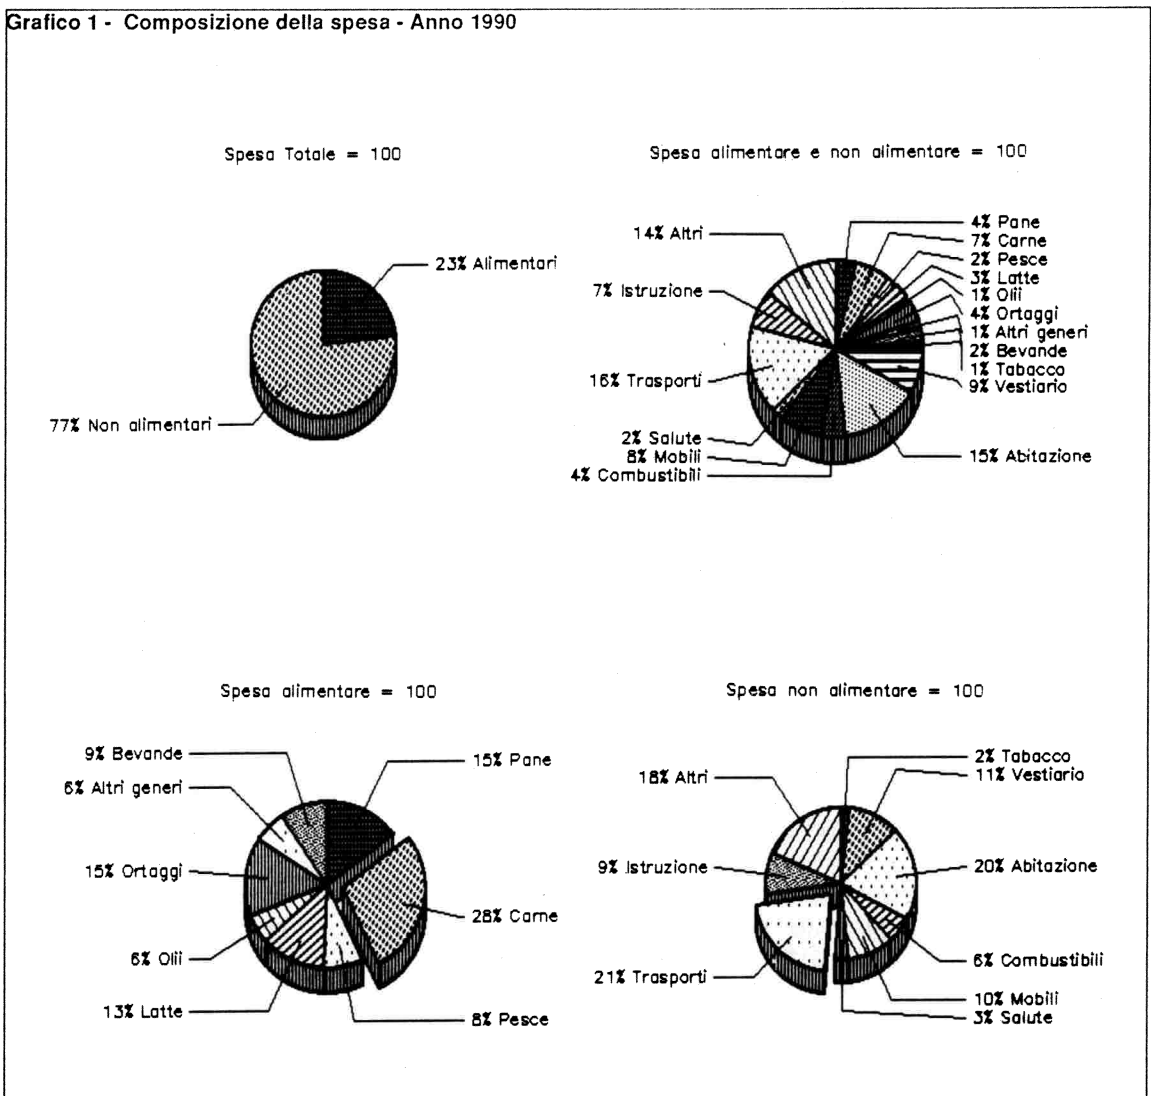 Grafico 1 - Composizione della spesa - Anno 1990
Spesa Totale = 100
23% Alimentari
77% Non alimentari
Spesa alimentare e non alimentare = 100
14% Altri
7% Istruzione
16% Trasporti
2% Salute
8% Mobili
4% Combustibili
4% Pane
7% Carne
2% Pesce
3% Latte
1% Olii
4% Ortaggi
1% Altri generi
2% Bevande
1% Tabacco
9% Vestiario
15% Abitazione
Spesa alimentare = 100
9% Bevande
6% Altri generi
15% Ortaggi
6% Olii
13% Latte
15% Pane
28% Carne
8% Pesce
Spesa non alimentare = 100
18% Altri
9% Istruzione
21% Trasporti
2% Tabacco
11% Vestiario
20% Abitazione
6% Combustibili
10% Mobili
3% Salute